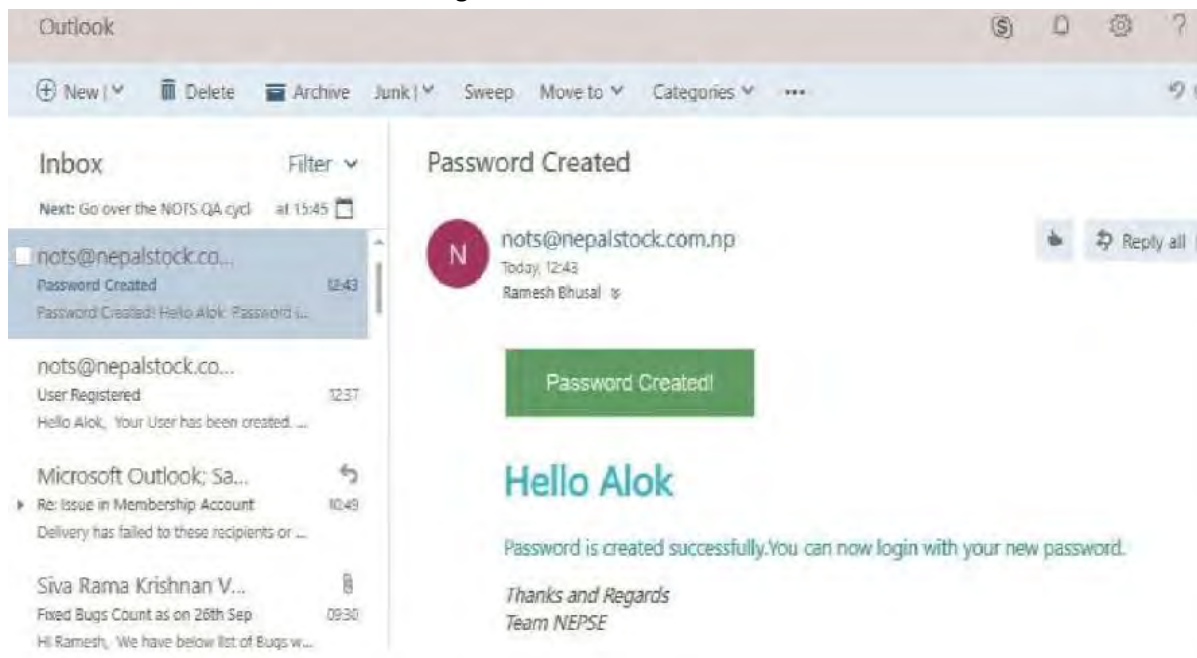 Outlook
New Delete Archive Junk Sweep Move to Categories ...
Inbox Filter
Next: Go over the NOTS QA cycl at 15:45
nots@nepalstock.co...
Password Created 12:43
Password Created! Hello Alok. Password i...
nots@nepalstock.co...
User Registered 12:37
Hello Alok, Your User has been created. ...
Microsoft Outlook; Sa...
Re: Issue in Membership Account 10:49
Delivery has failed to these recipients or ...
Siva Rama Krishnan V...
Fixed Bugs Count as on 26th Sep 09:30
Hi Ramesh, We have below list of Bugs w...
Password Created
N
nots@nepalstock.com.np
Today, 12:43
Ramesh Bhusal
Reply all
Password Created!
Hello Alok
Password is created successfully.You can now login with your new password.
Thanks and Regards
Team NEPSE